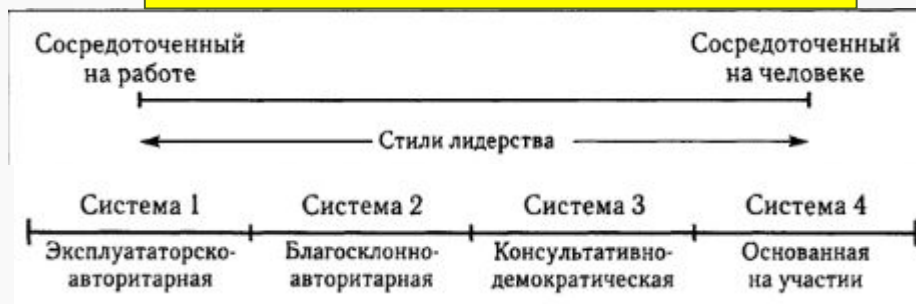 Сосредоточенный Сосредоточенный
на работе на человеке
Стили лидерства
Система 1 Система 2 Система 3 Система 4
Эксплуататорско- Благосклонно- Консультативно- Основанная
авторитарная авторитарная демократическая на участии